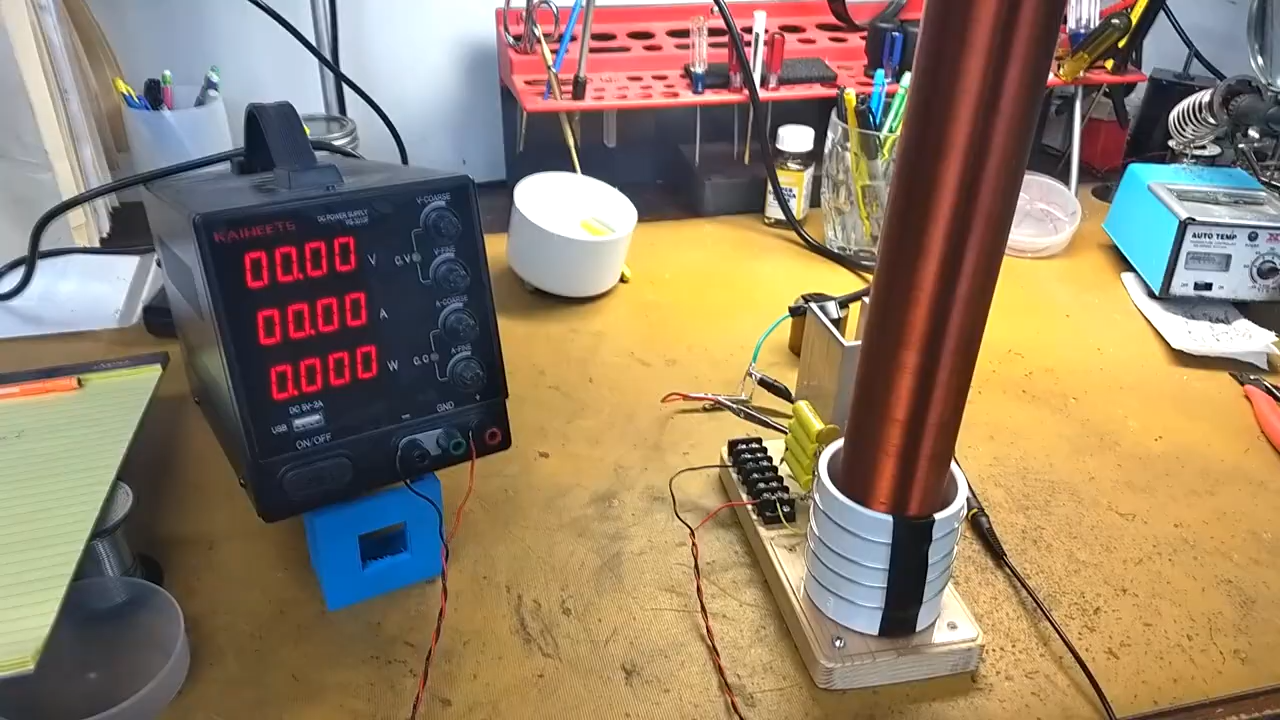 KAIWEETS
DC POWER SUPPLY
V-COARSE
00.00 V
C.V
V-FINE
00.00 A
A-COARSE
0.000 W
C.C
A-FINE
DC 5V-2A
USB
ON/OFF
GND
AUTO TEMP